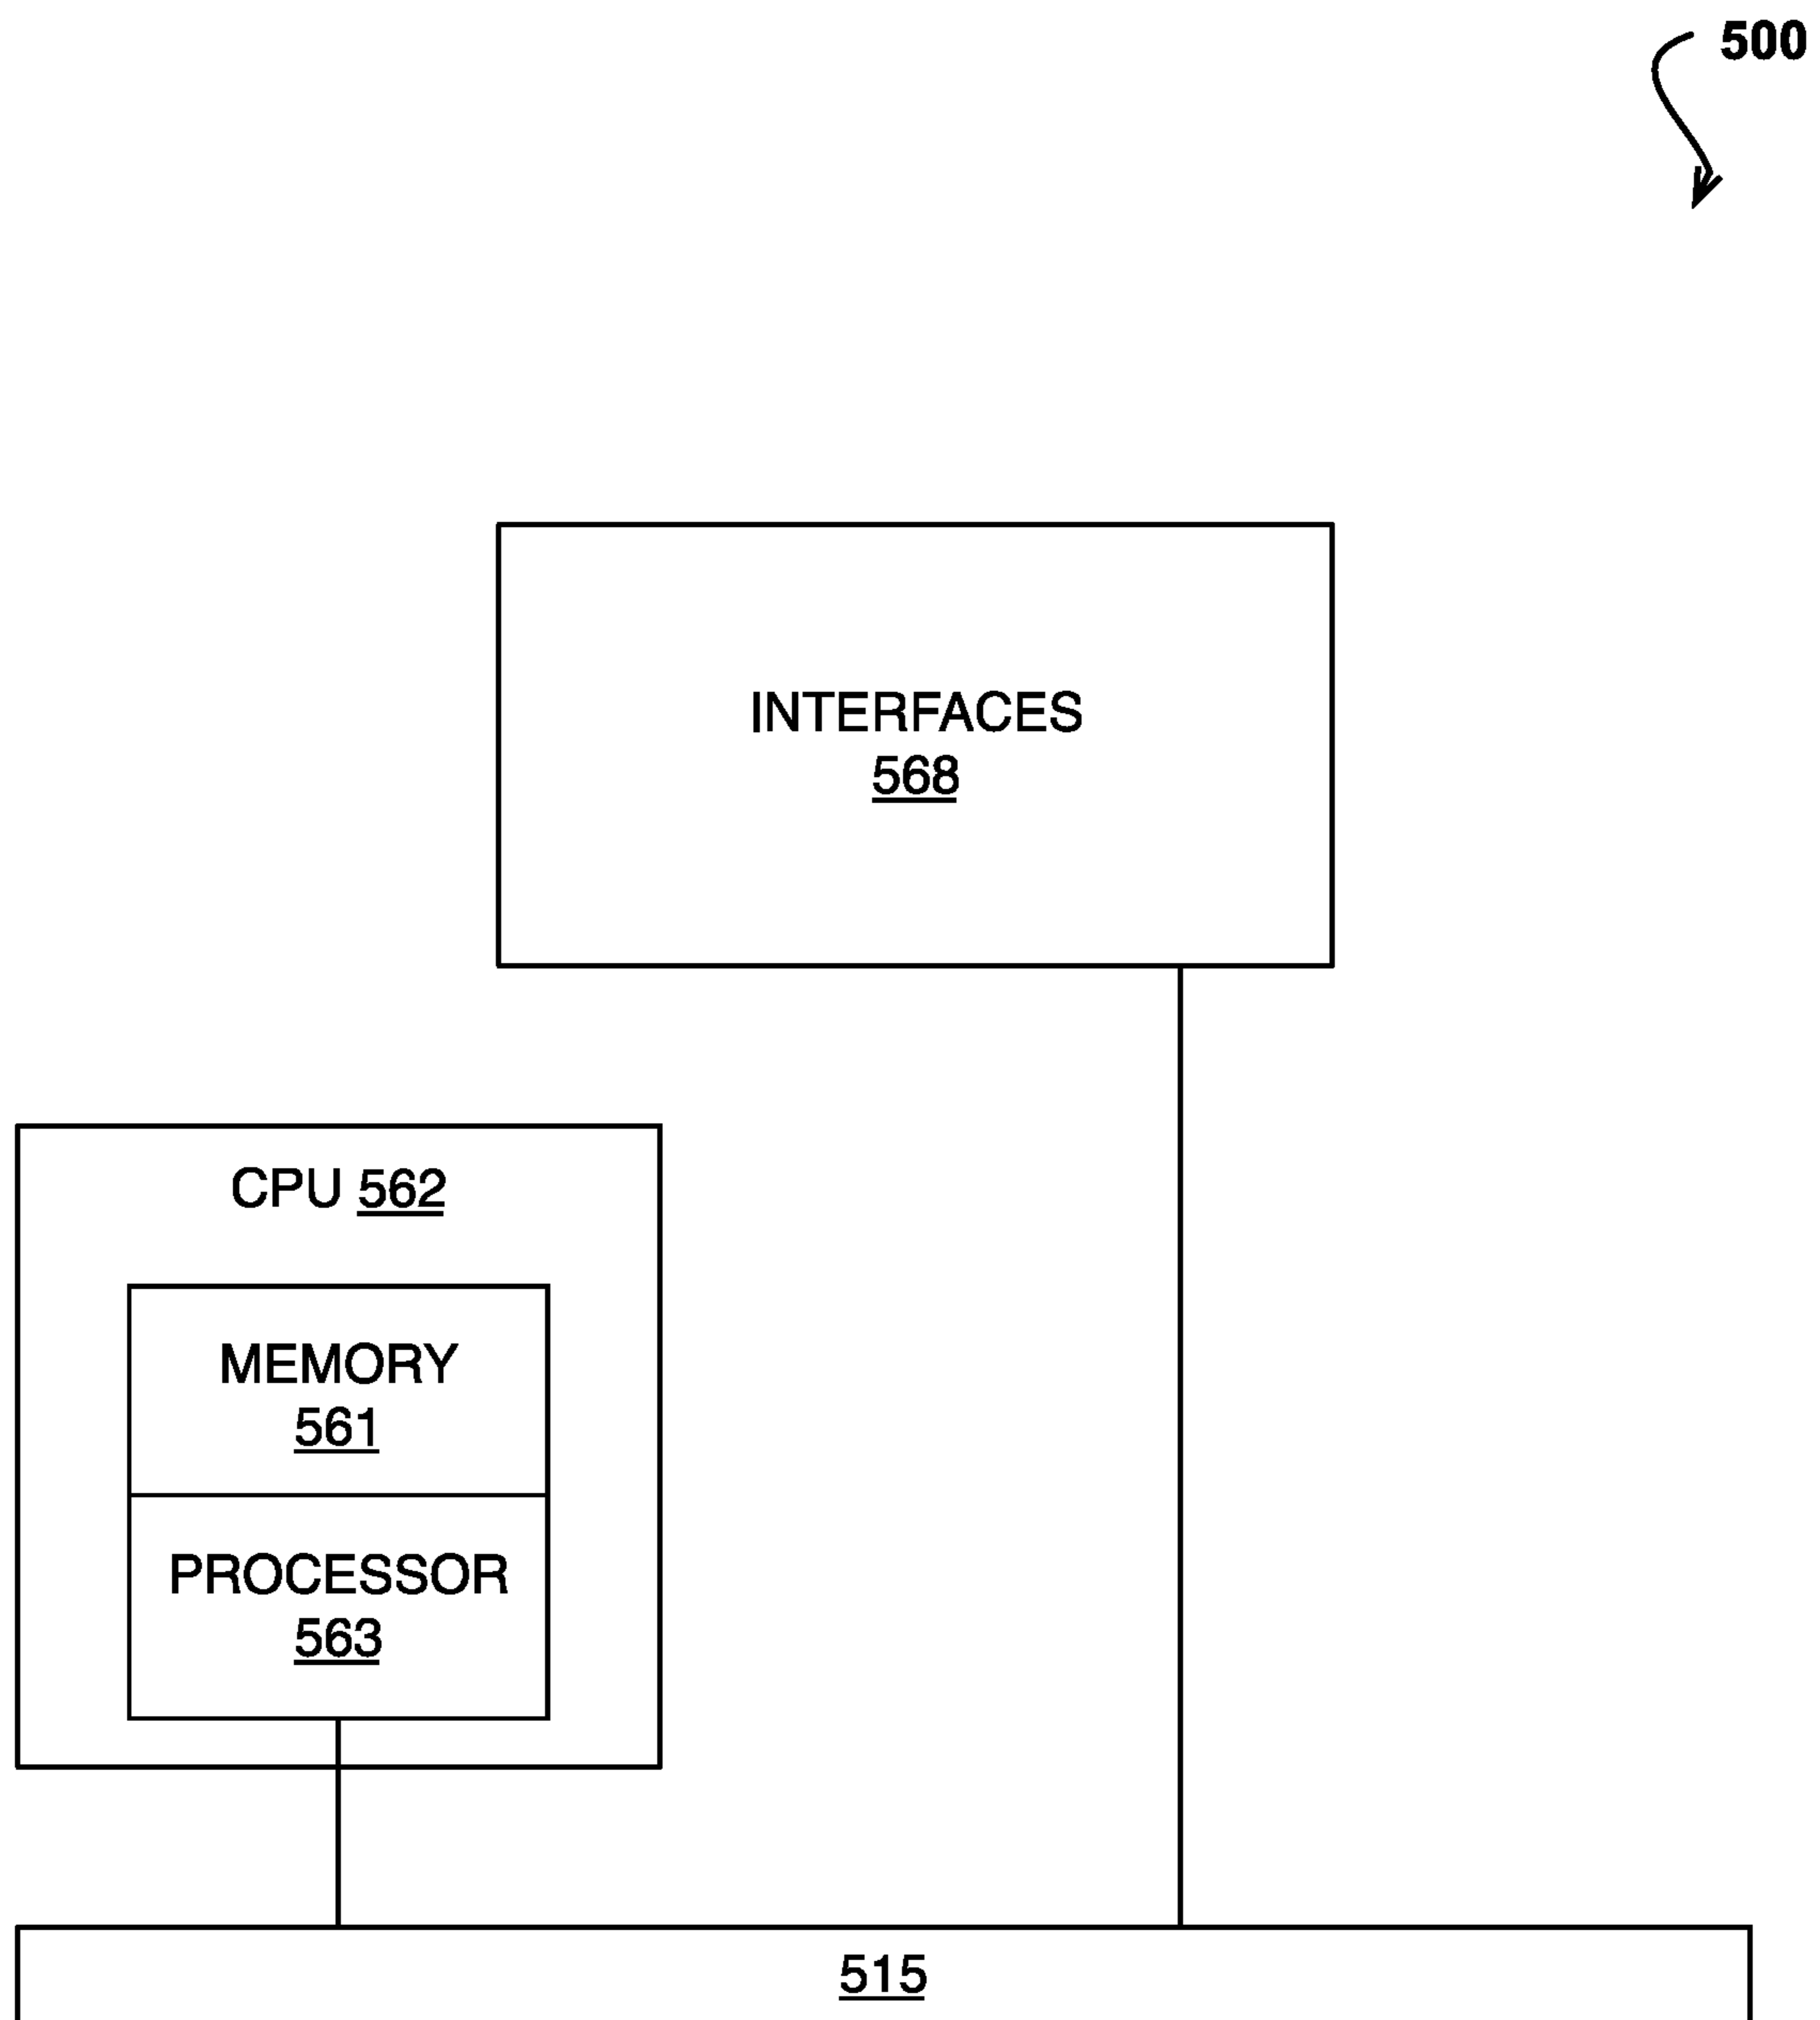 500
INTERFACES
568
CPU 562
MEMORY
561
PROCESSOR
563
515